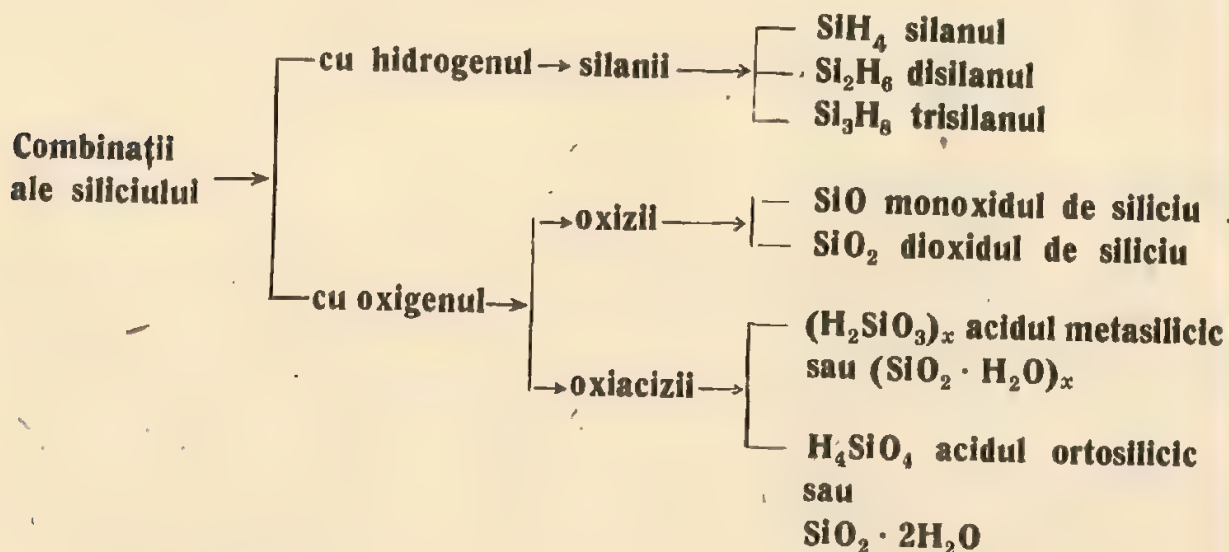 Combinații
ale siliciului
cu hidrogenul → silanii
SiH₄ silanul
Si₂H₆ disilanul
Si₃H₈ trisilanul
cu oxigenul
oxizii
SiO monoxidul de siliciu
SiO₂ dioxidul de siliciu
oxiacizii
(H₂SiO₃)ₓ acidul metasilicic
sau (SiO₂ · H₂O)ₓ
H₄SiO₄ acidul ortosilicic
sau
SiO₂ · 2H₂O